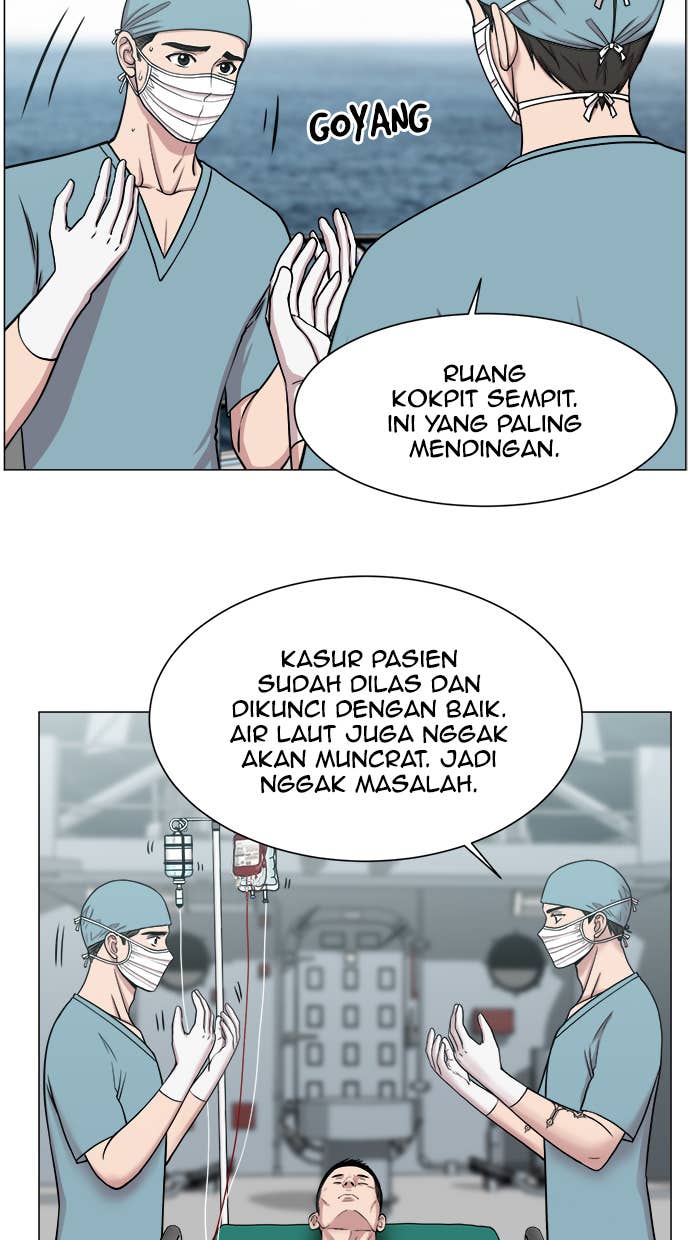 GOYANG
RUANG
KOKPIT SEMPIT.
INI YANG PALING
MENDINGAN.
KASUR PASIEN
SUDAH DILAS DAN
DIKUNCI DENGAN BAIK.
AIR LAUT JUGA NGGAK
AKAN MUNCRAT. JADI
NGGAK MASALAH.